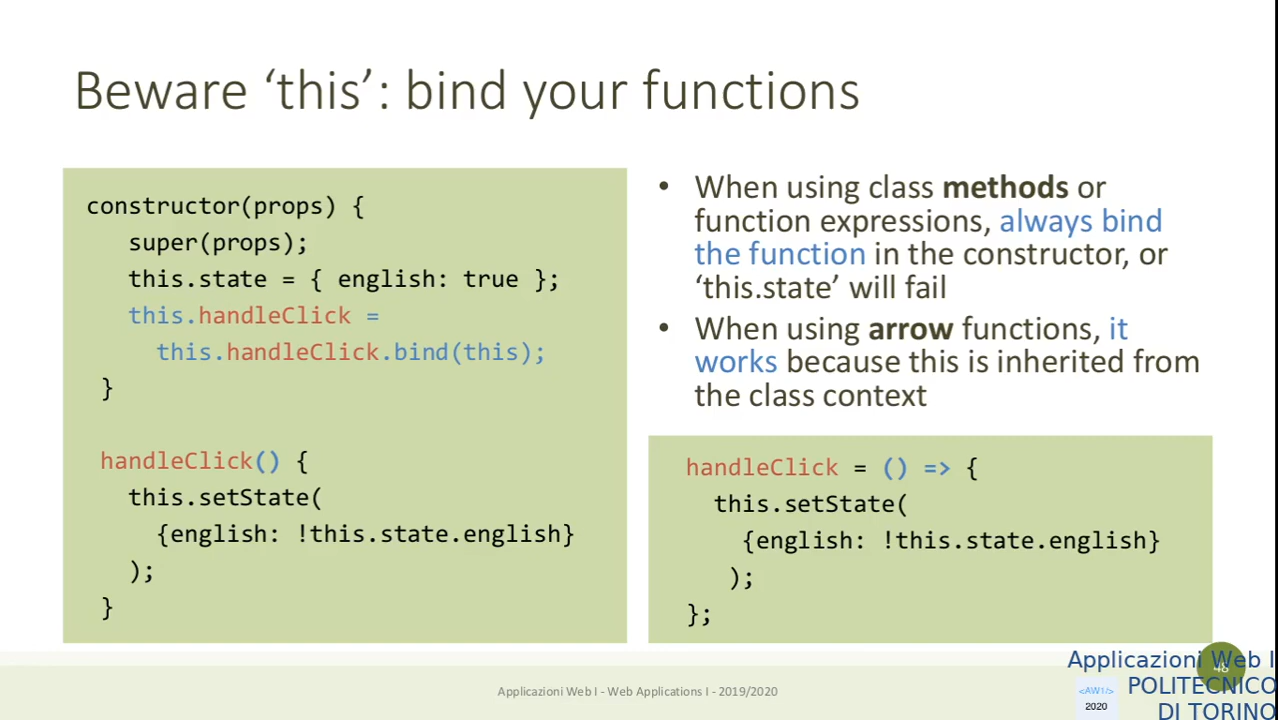 Beware ‘this’: bind your functions
constructor(props) {
super(props);
this.state = { english: true };
this.handleClick =
this.handleClick.bind(this);
}
handleClick() {
this.setState(
{english: !this.state.english}
);
}
• When using class methods or
function expressions, always bind
the function in the constructor, or
‘this.state’ will fail
• When using arrow functions, it
works because this is inherited from
the class context
handleClick = () => {
this.setState(
{english: !this.state.english}
);
};
Applicazioni Web I - Web Applications I - 2019/2020
Applicazioni Web I
POLITECNICO
DI TORINO
<AW1/>
2020